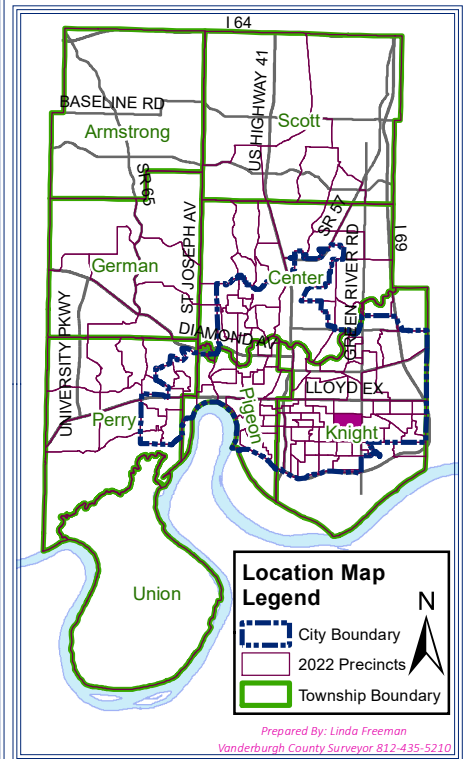 I 64
US HIGHWAY 41
BASELINE RD
Scott
Armstrong
SR 65
SR 57
ST JOSEPH AV
I 69
German
Center
GREEN RIVER RD
UNIVERSITY PKWY
DIAMOND AV
LLOYD EX
Perry
Pigeon
Knight
Union
Location Map
Legend
N
City Boundary
2022 Precincts
Township Boundary
Prepared By: Linda Freeman
Vanderburgh County Surveyor 812-435-5210